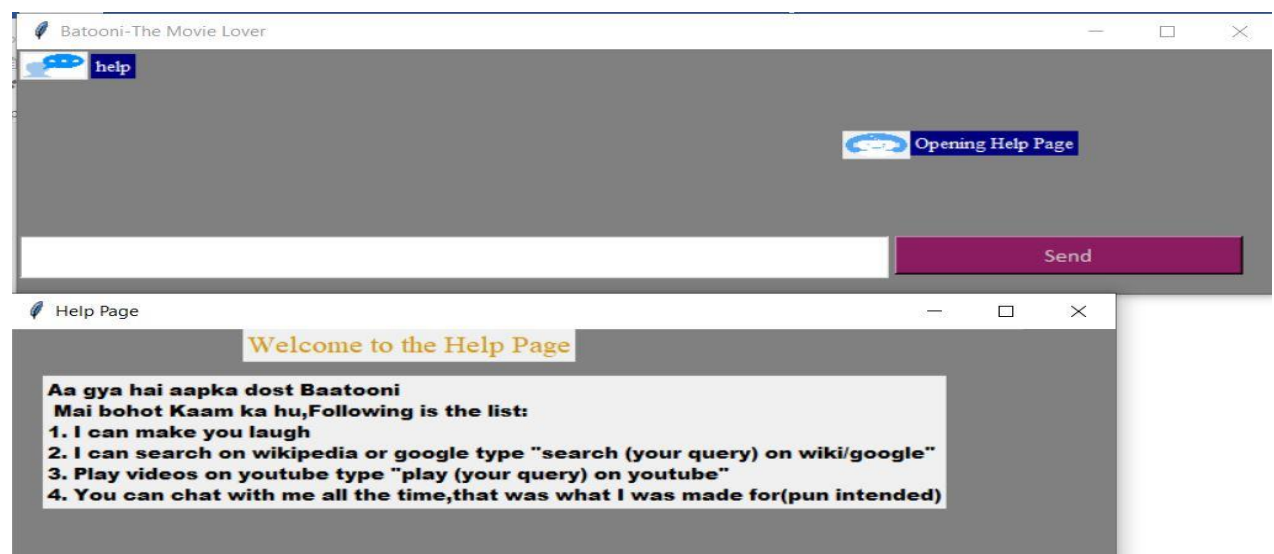 Batooni-The Movie Lover
help
Opening Help Page
Send
Help Page
Welcome to the Help Page
Aa gya hai aapka dost Baatooni
Mai bohot Kaam ka hu,Following is the list:
1. I can make you laugh
2. I can search on wikipedia or google type "search (your query) on wiki/google"
3. Play videos on youtube type "play (your query) on youtube"
4. You can chat with me all the time,that was what I was made for(pun intended)